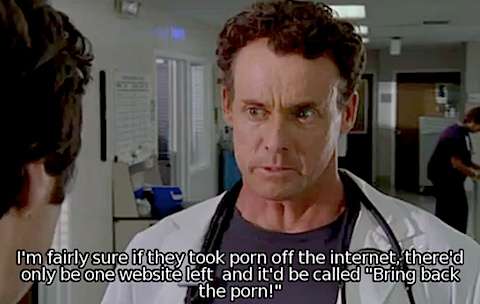 I'm fairly sure if they took porn off the internet, there'd
only be one website left  and it'd be called "Bring back
the porn!"